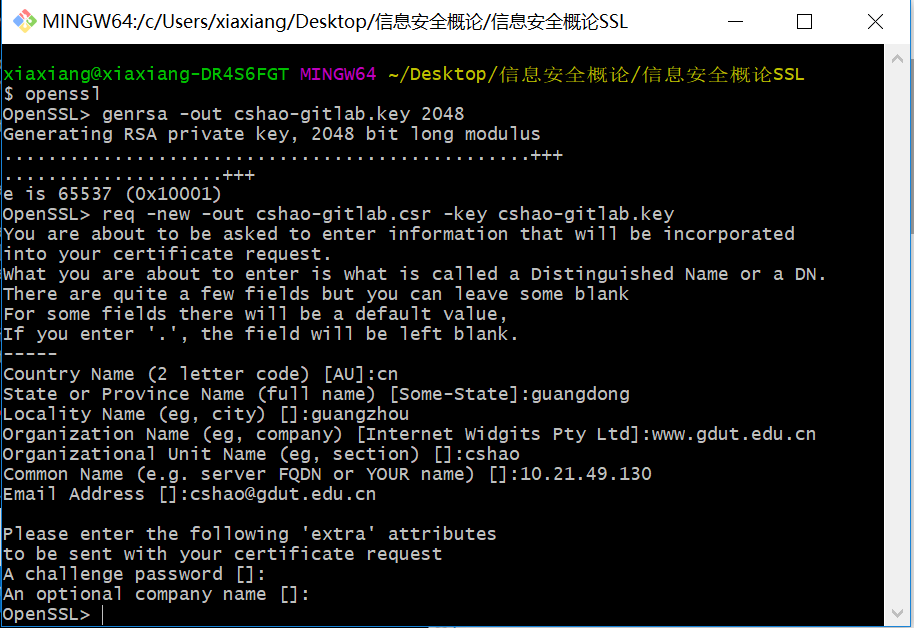 MINGW64:/c/Users/xiaxiang/Desktop/信息安全概论/信息安全概论SSL
xiaxiang@xiaxiang-DR4S6FGT MINGW64 ~/Desktop/信息安全概论/信息安全概论SSL
$ openssl
OpenSSL> genrsa -out cshao-gitlab.key 2048
Generating RSA private key, 2048 bit long modulus
................................................+++
....................+++
e is 65537 (0x10001)
OpenSSL> req -new -out cshao-gitlab.csr -key cshao-gitlab.key
You are about to be asked to enter information that will be incorporated
into your certificate request.
What you are about to enter is what is called a Distinguished Name or a DN.
There are quite a few fields but you can leave some blank
For some fields there will be a default value,
If you enter '.', the field will be left blank.
-----
Country Name (2 letter code) [AU]:cn
State or Province Name (full name) [Some-State]:guangdong
Locality Name (eg, city) []:guangzhou
Organization Name (eg, company) [Internet Widgits Pty Ltd]:www.gdut.edu.cn
Organizational Unit Name (eg, section) []:cshao
Common Name (e.g. server FQDN or YOUR name) []:10.21.49.130
Email Address []:cshao@gdut.edu.cn
Please enter the following 'extra' attributes
to be sent with your certificate request
A challenge password []:
An optional company name []:
OpenSSL>